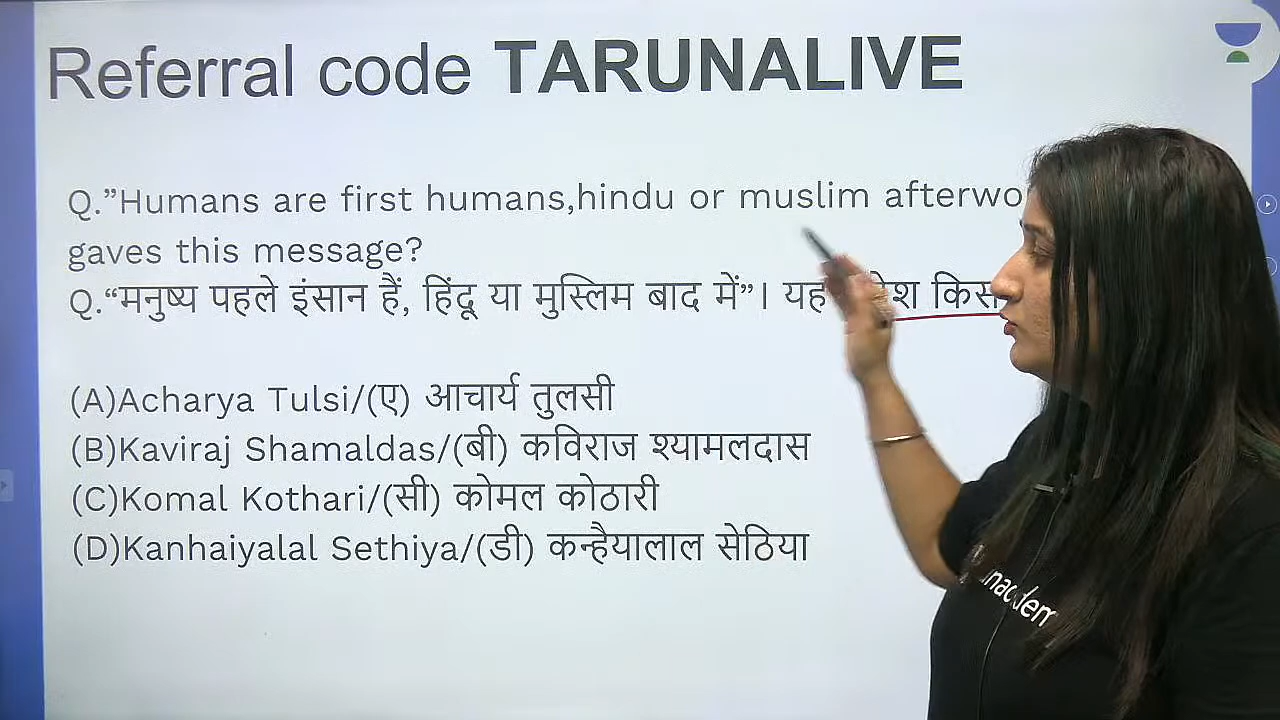 Referral code TARUNALIVE
Q.”Humans are first humans,hindu or muslim
gaves this message?
Q.“मनुष्य पहले इंसान हैं, हिंदू या मुस्लिम बाद में”। यह
(A)Acharya Tulsi/(ए) आचार्य तुलसी
(B)Kaviraj Shamaldas/(बी) कविराज श्यामलदास
(C)Komal Kothari/(सी) कोमल कोठारी
(D)Kanhaiyalal Sethiya/(डी) कन्हैयालाल सेठिया